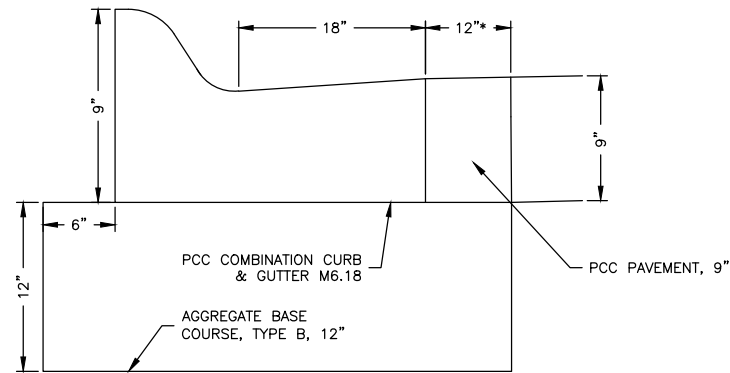 18”
12”*
9”
9”
6”
12”
PCC COMBINATION CURB
& GUTTER M6.18
PCC PAVEMENT, 9”
AGGREGATE BASE
COURSE, TYPE B, 12”